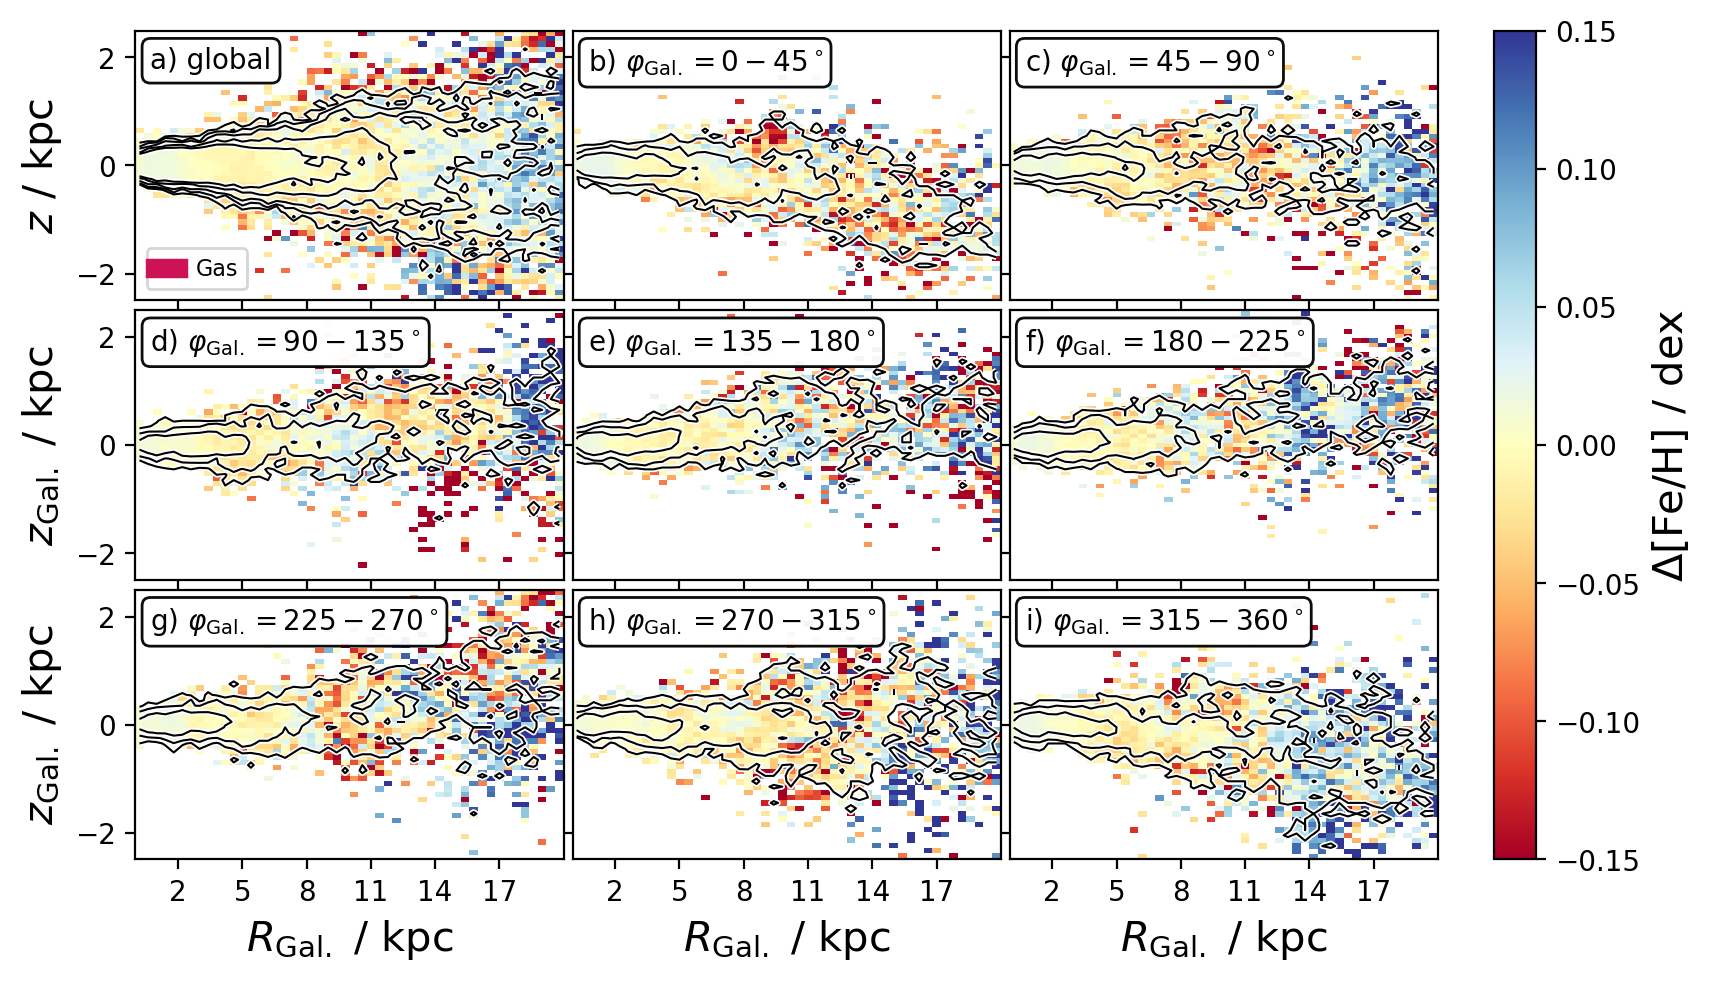 a) global
b) φGal. = 0 − 45°
c) φGal. = 45 − 90°
2
0
−2
z / kpc
Gas
d) φGal. = 90 − 135°
e) φGal. = 135 − 180°
f) φGal. = 180 − 225°
2
0
−2
zGal. / kpc
g) φGal. = 225 − 270°
h) φGal. = 270 − 315°
i) φGal. = 315 − 360°
2
0
−2
zGal. / kpc
2 5 8 11 14 17
2 5 8 11 14 17
2 5 8 11 14 17
RGal. / kpc
RGal. / kpc
RGal. / kpc
0.15
0.10
0.05
0.00
−0.05
−0.10
−0.15
Δ[Fe/H] / dex